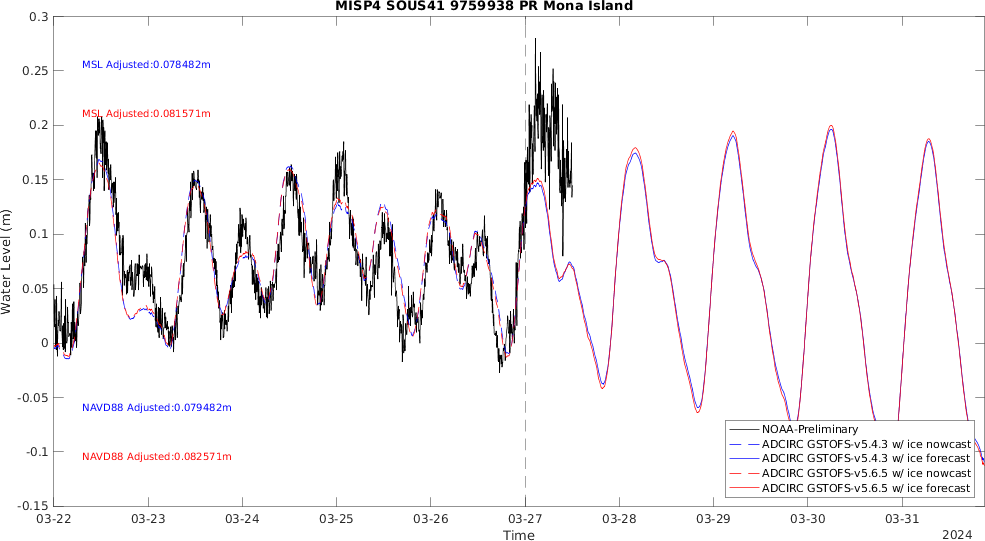 MISP4 SOUS41 9759938 PR Mona Island
0.3
0.25
0.2
0.15
0.1
0.05
0
-0.05
-0.1
-0.15
Water Level (m)
MSL Adjusted:0.078482m
MSL Adjusted:0.081571m
NAVD88 Adjusted:0.079482m
NAVD88 Adjusted:0.082571m
NOAA-Preliminary
ADCIRC GSTOFS-v5.4.3 w/ ice nowcast
ADCIRC GSTOFS-v5.4.3 w/ ice forecast
ADCIRC GSTOFS-v5.6.5 w/ ice nowcast
ADCIRC GSTOFS-v5.6.5 w/ ice forecast
03-22 03-23 03-24 03-25 03-26 03-27 03-28 03-29 03-30 03-31
Time
2024